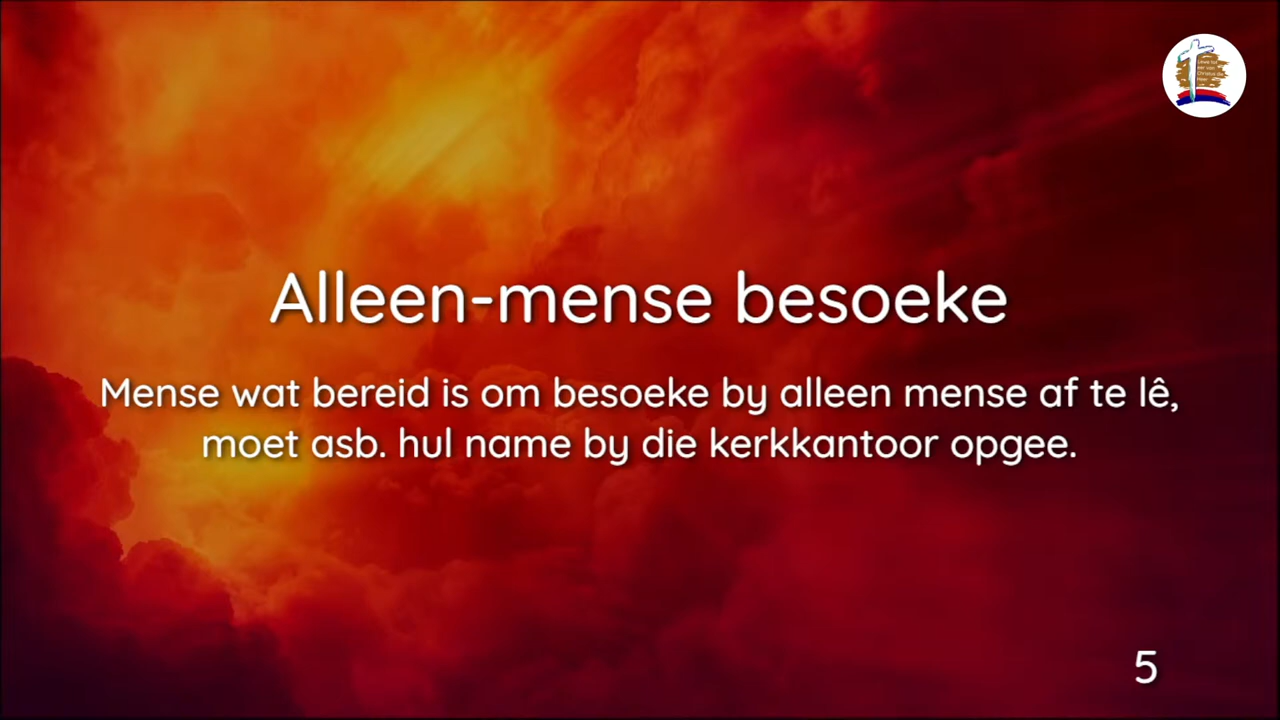 Alleen-mense besoeke
Mense wat bereid is om besoeke by alleen mense af te lê,
moet asb. hul name by die kerkkantoor opgee.
5